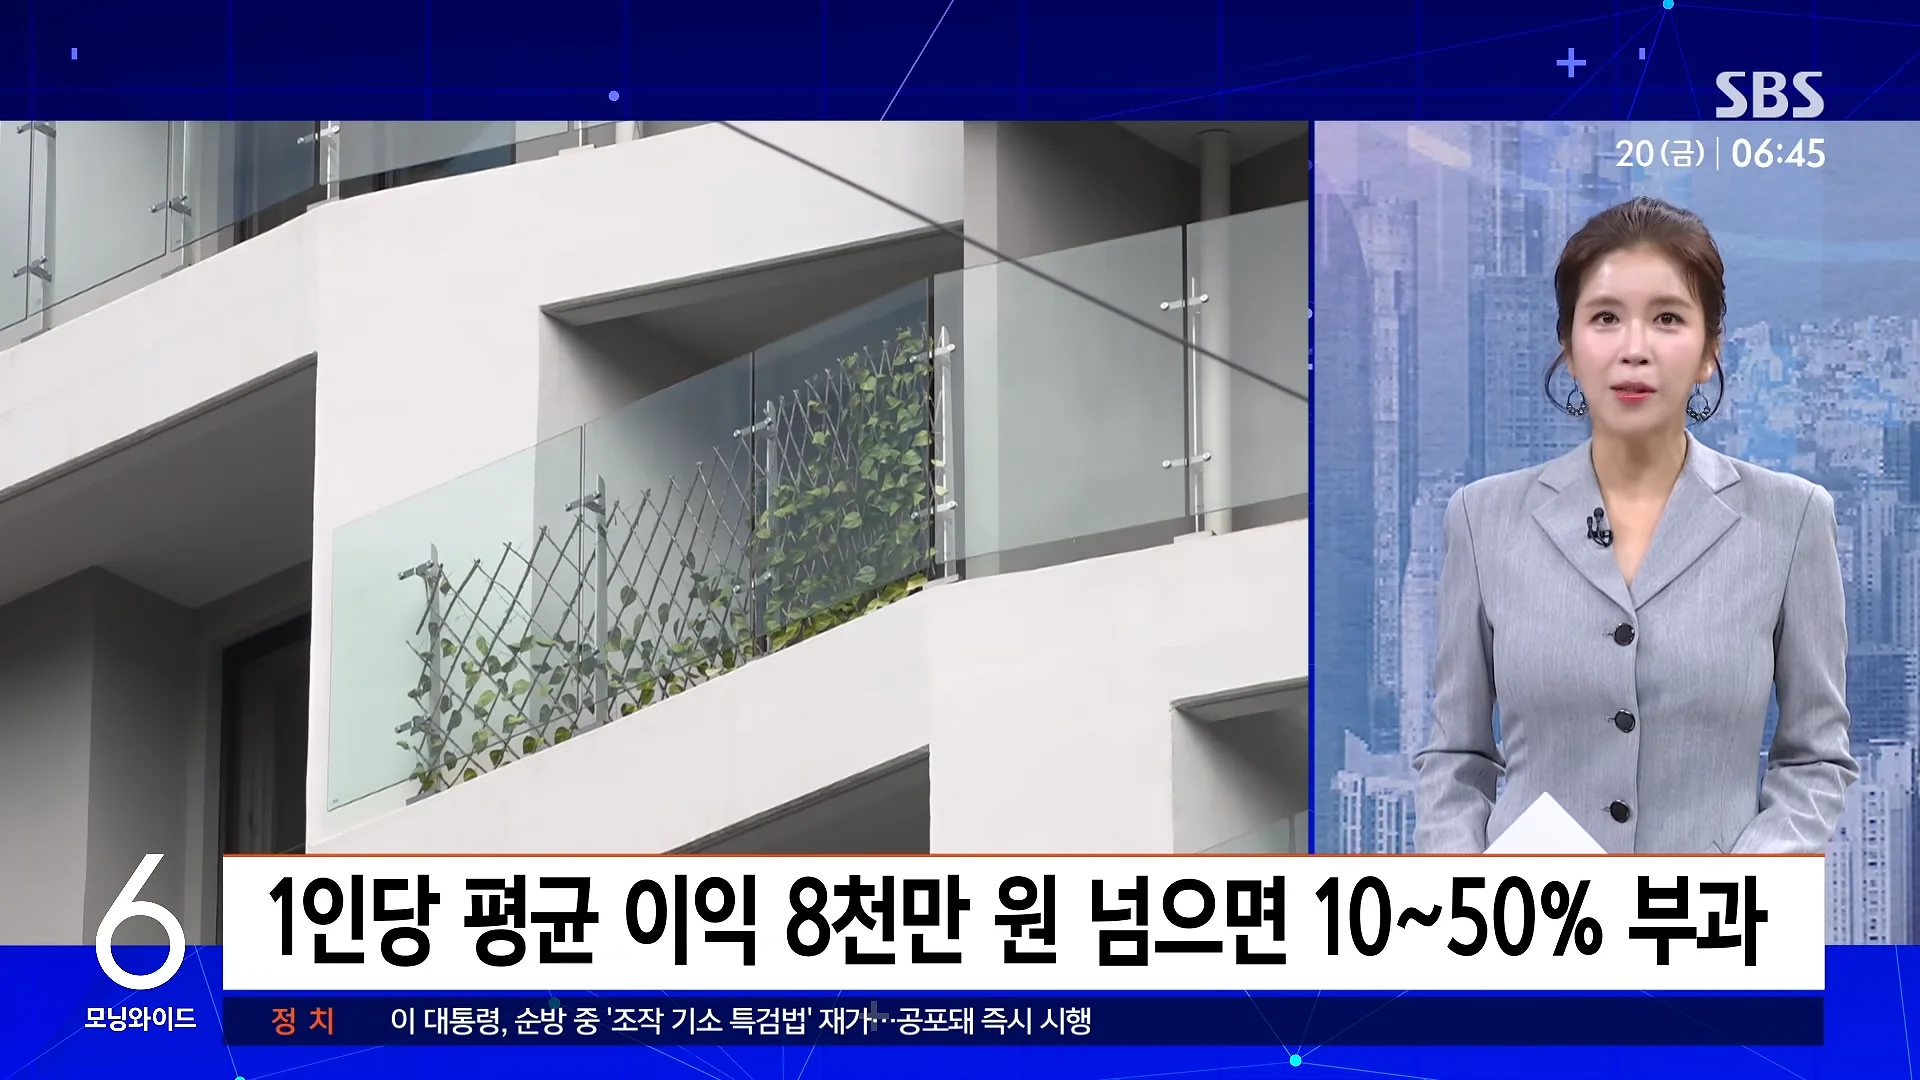 SBS
20(금) | 06:45
1인당 평균 이익 8천만 원 넘으면 10~50% 부과
6
모닝와이드
정 치 이 대통령, 순방 중 '조작 기소 특검법' 재가…공포돼 즉시 시행